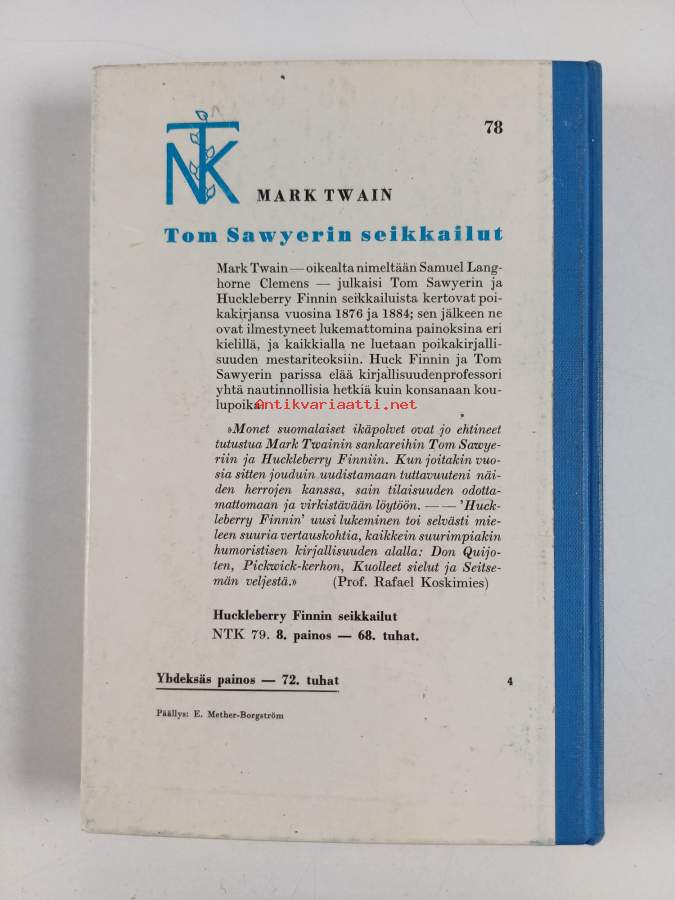 NTK
78
MARK TWAIN
Tom Sawyerin seikkailut
Mark Twain — oikealta nimeltään Samuel Lang-
horne Clemens — julkaisi Tom Sawyerin ja
Huckleberry Finnin seikkailuista kertovat poi-
kakirjansa vuosina 1876 ja 1884; sen jälkeen ne
ovat ilmestyneet lukemattomina painoksina eri
kielillä, ja kaikkialla ne luetaan poikakirjalli-
suuden mestariteoksiin. Huck Finnin ja Tom
Sawyerin parissa elää kirjallisuudenprofessori
yhtä nautinnollisia hetkiä kuin konsanaan kou-
lupoika
Antikvariaatti.net
»Monet suomalaiset ikäpolvet ovat jo ehtineet
tutustua Mark Twainin sankareihin Tom Sawye-
riin ja Huckleberry Finniin. Kun joitakin vuo-
sia sitten jouduin uudistamaan tuttavuuteni näi-
den herrojen kanssa, sain tilaisuuden odotta-
mattomaan ja virkistävään löytöön. — — 'Huck-
leberry Finnin' uusi lukeminen toi selvästi mie-
leen suuria vertauskohtia, kaikkein suurimpiakin
humoristisen kirjallisuuden alalla: Don Quijo-
ten, Pickwick-kerhon, Kuolleet sielut ja Seitse-
män veljestä.» (Prof. Rafael Koskimies)
Huckleberry Finnin seikkailut
NTK 79. 8. painos — 68. tuhat.
Yhdeksäs painos — 72. tuhat
4
Päällys: E. Mether-Borgström